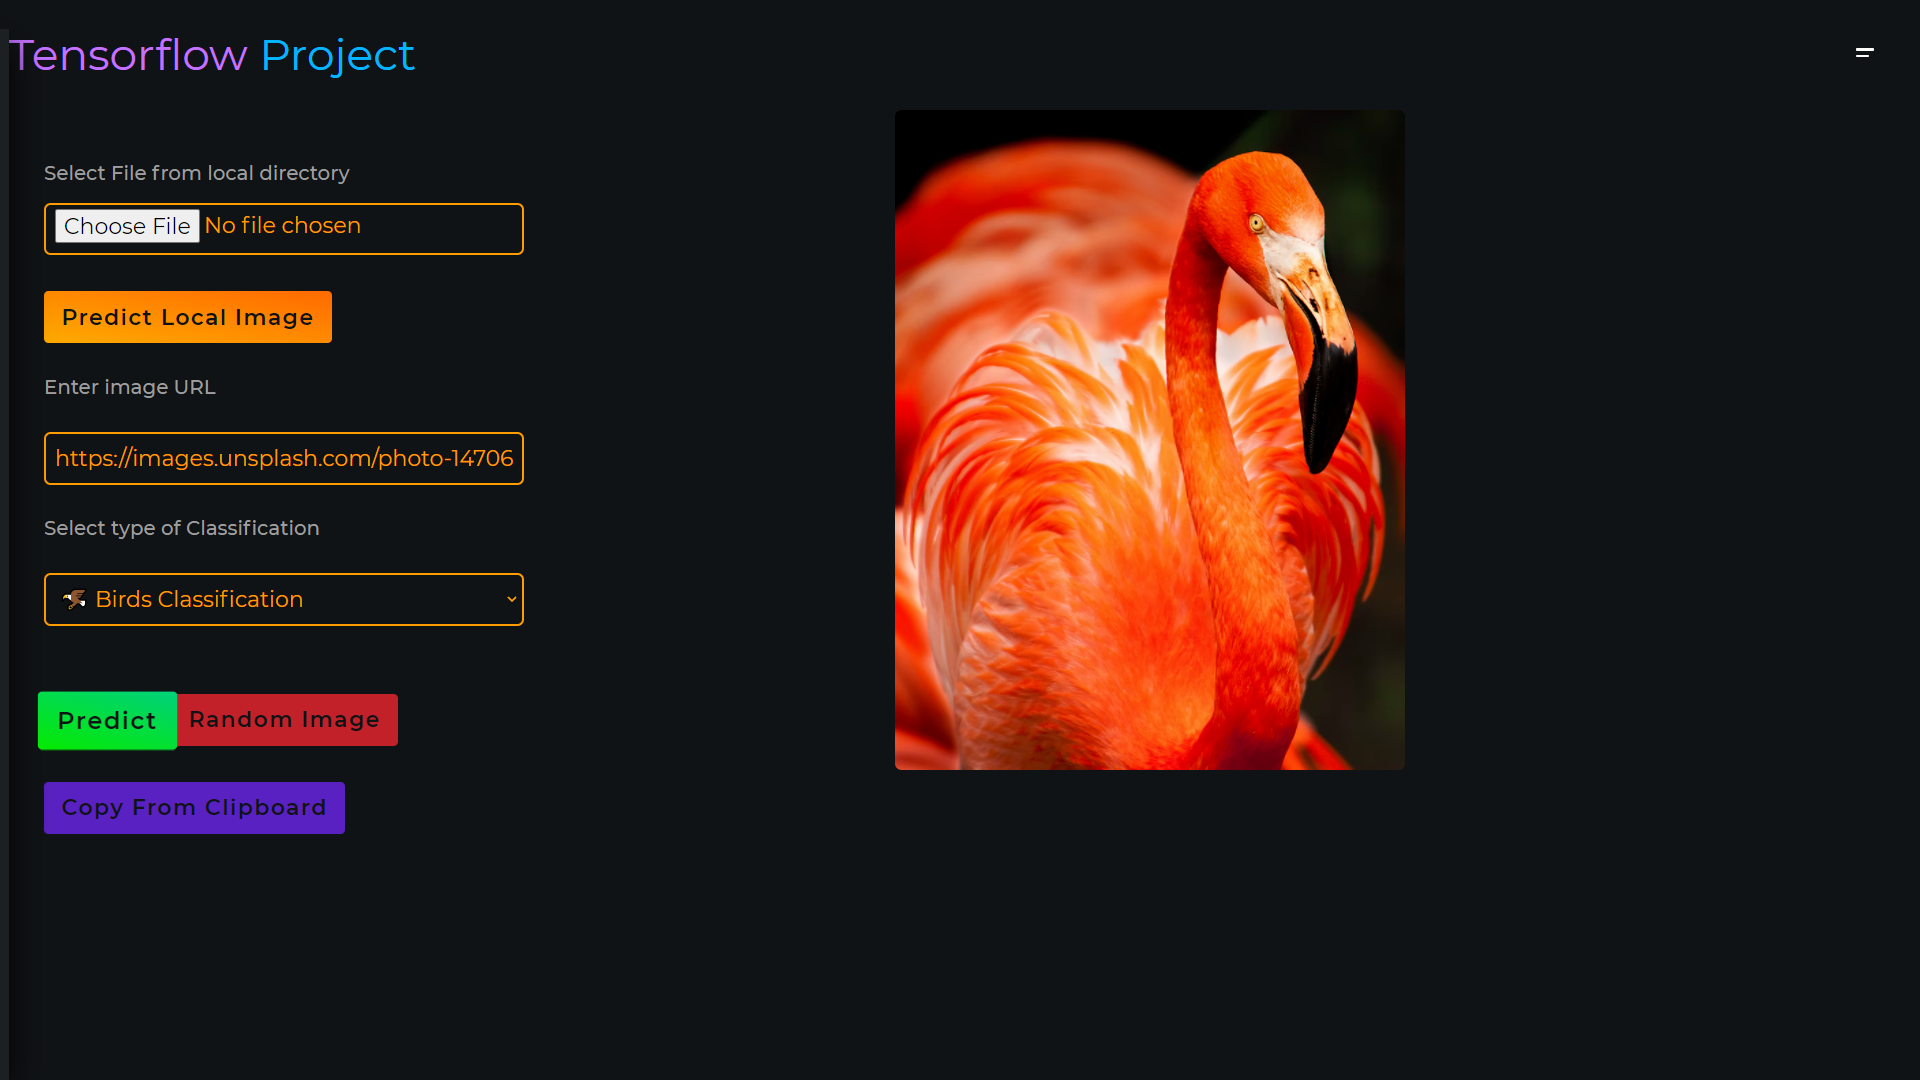 Tensorflow Project
Select File from local directory
Choose File No file chosen
Predict Local Image
Enter image URL
https://images.unsplash.com/photo-14706
Select type of Classification
🦅 Birds Classification
Predict Random Image
Copy From Clipboard